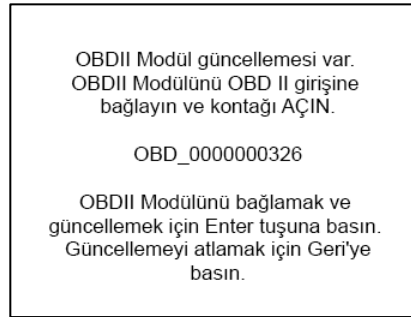 OBDII Modül güncellemesi var.
OBDII Modülünü OBD II girişine
bağlayın ve kontağı AÇIN.
OBD_0000000326
OBDII Modülünü bağlamak ve
güncellemek için Enter tuşuna basın.
Güncellemeyi atlamak için Geri'ye
basın.